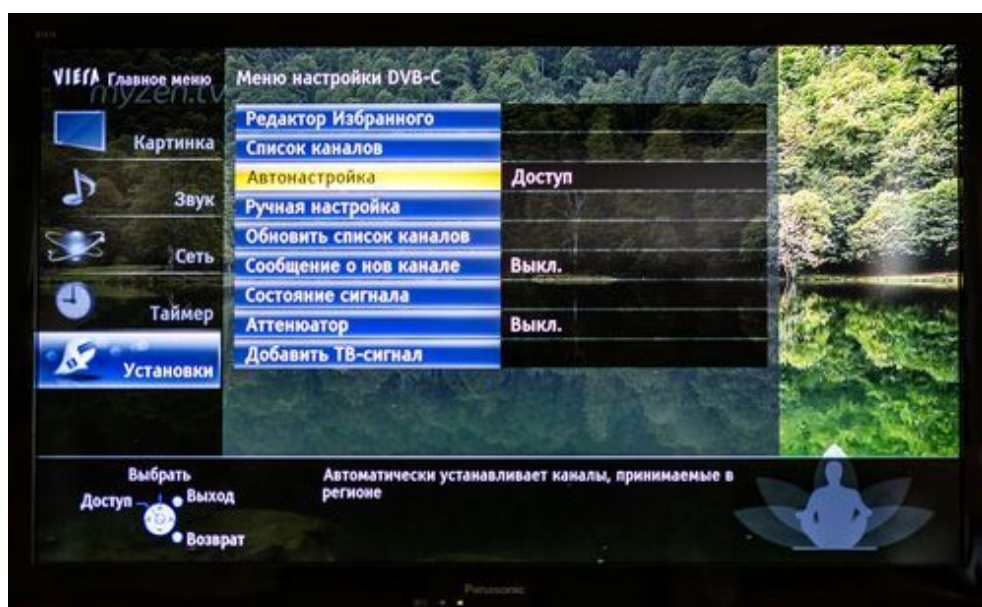 VIERA
VIERA Главное меню
myzen.tv
Картинка
Звук
Сеть
Таймер
Установки
Меню настройки DVB-C
Редактор Избранного
Список каналов
Автонастройка Доступ
Ручная настройка
Обновить список каналов
Сообщение о нов канале Выкл.
Состояние сигнала
Аттенюатор Выкл.
Добавить ТВ-сигнал
Выбрать
Доступ
Выход
Возврат
Автоматически устанавливает каналы, принимаемые в
регионе
Panasonic